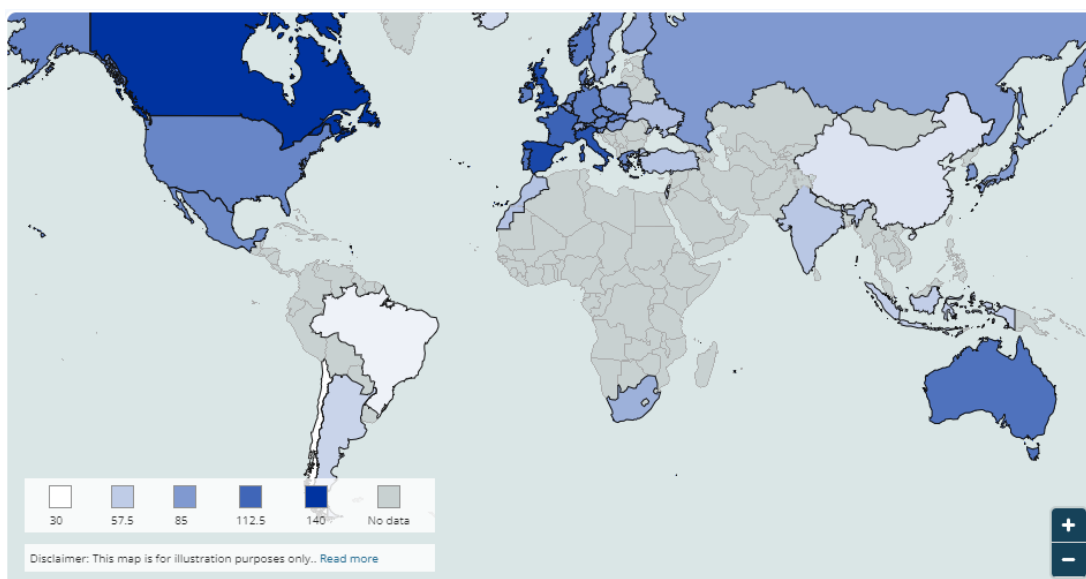 30 57.5 85 112.5 140 No data
Disclaimer: This map is for illustration purposes only.. Read more
+
−